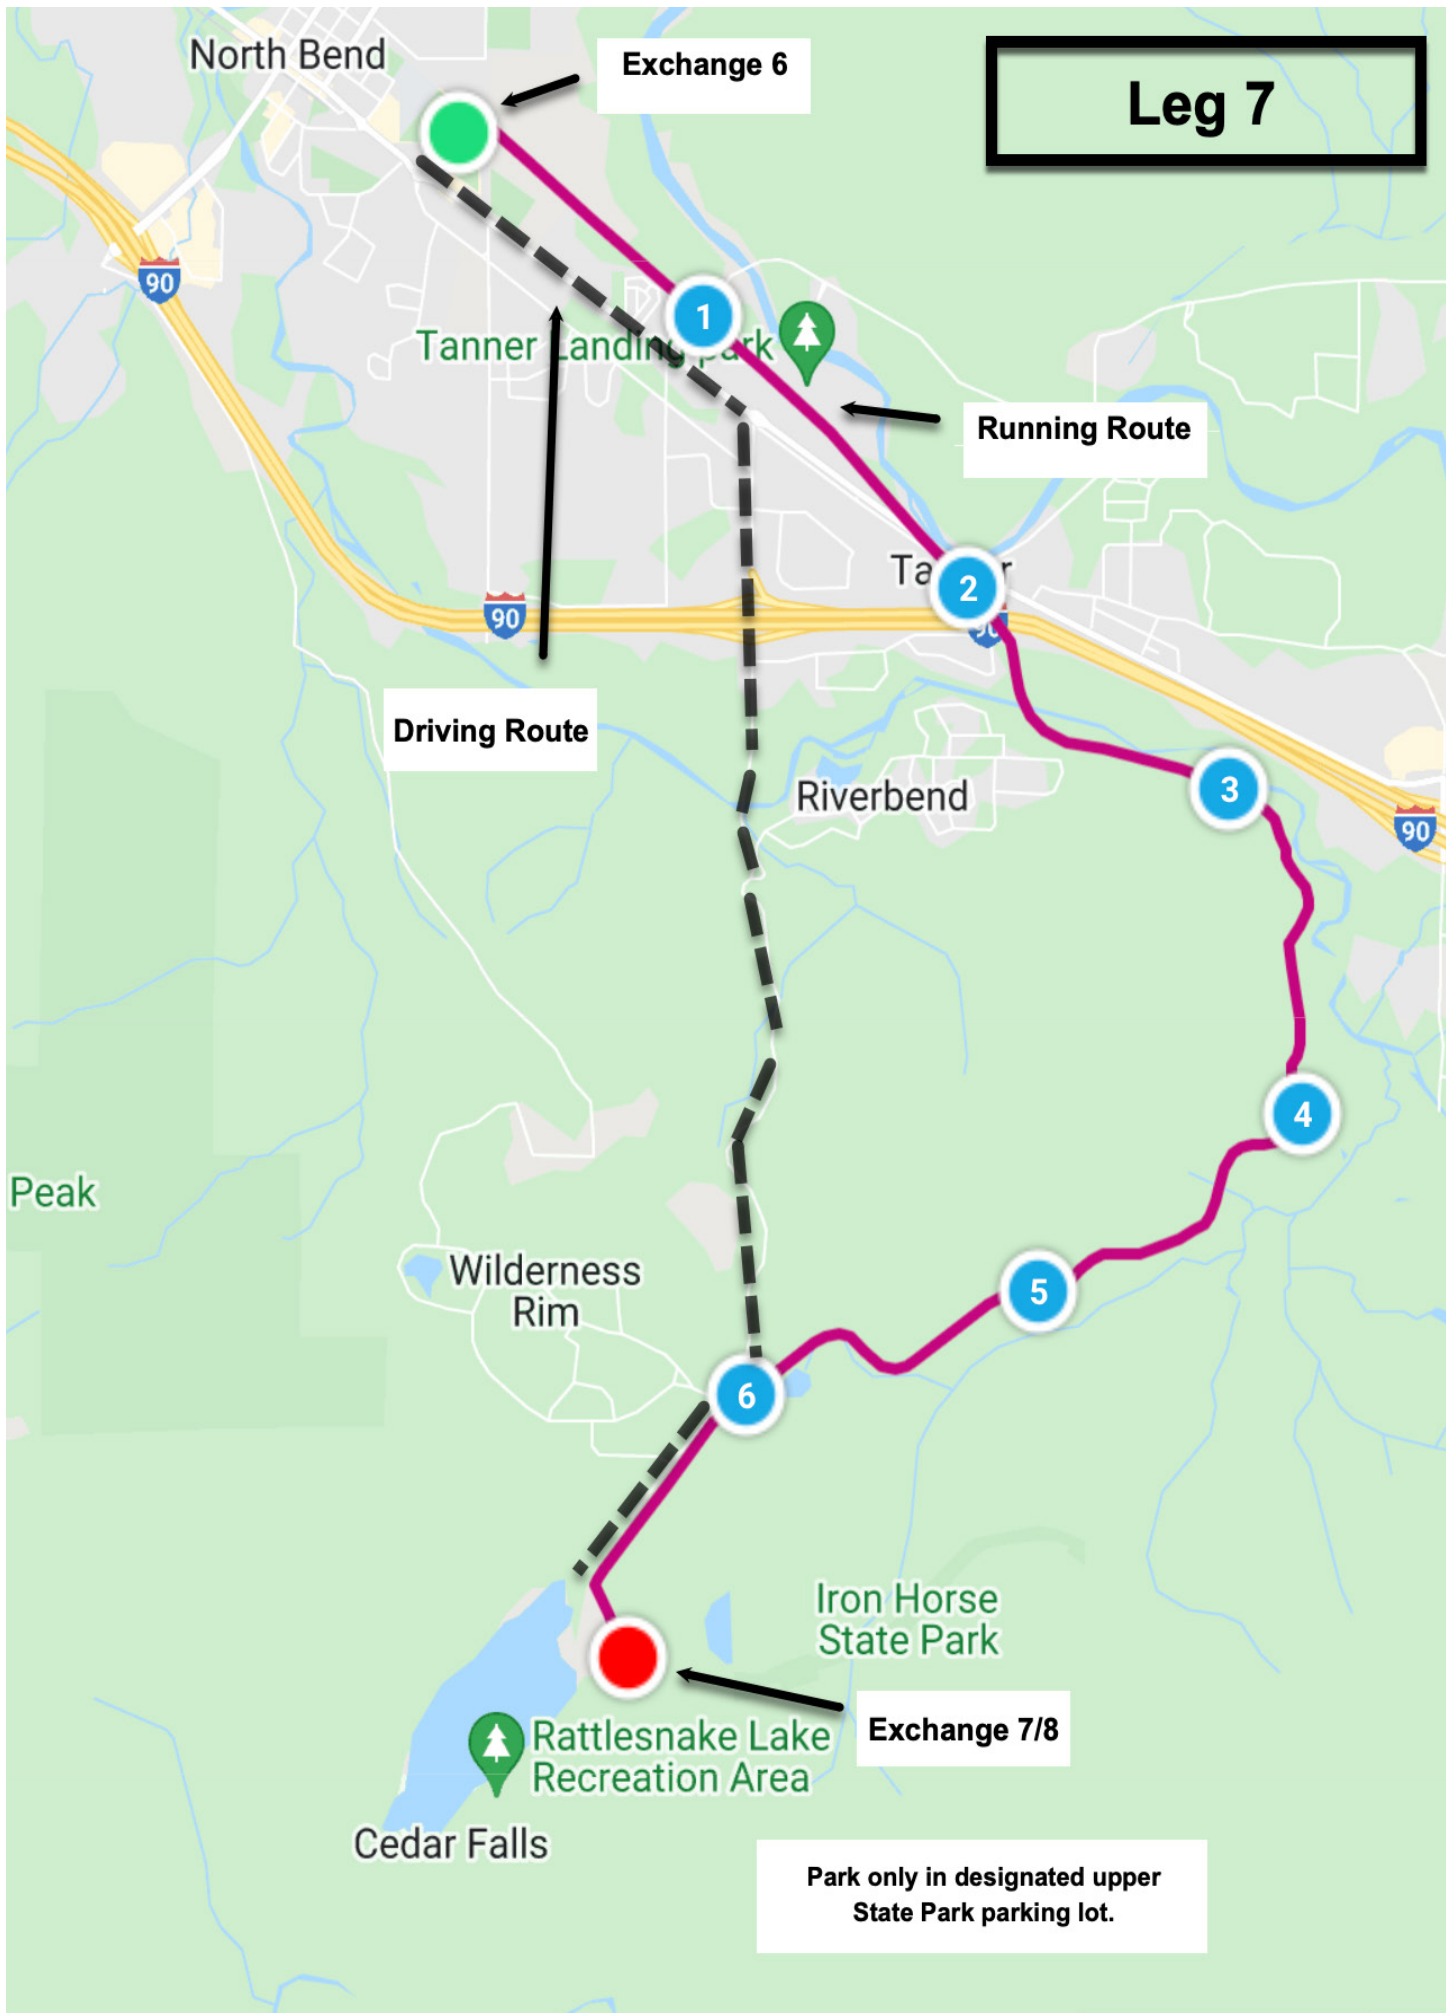 North Bend
Exchange 6
Leg 7
90
1
Tanner Landing park
Running Route
90
2
90
Driving Route
3
Riverbend
90
4
Peak
Wilderness
Rim
5
6
Iron Horse
State Park
Exchange 7/8
Rattlesnake Lake
Recreation Area
Cedar Falls
Park only in designated upper
State Park parking lot.